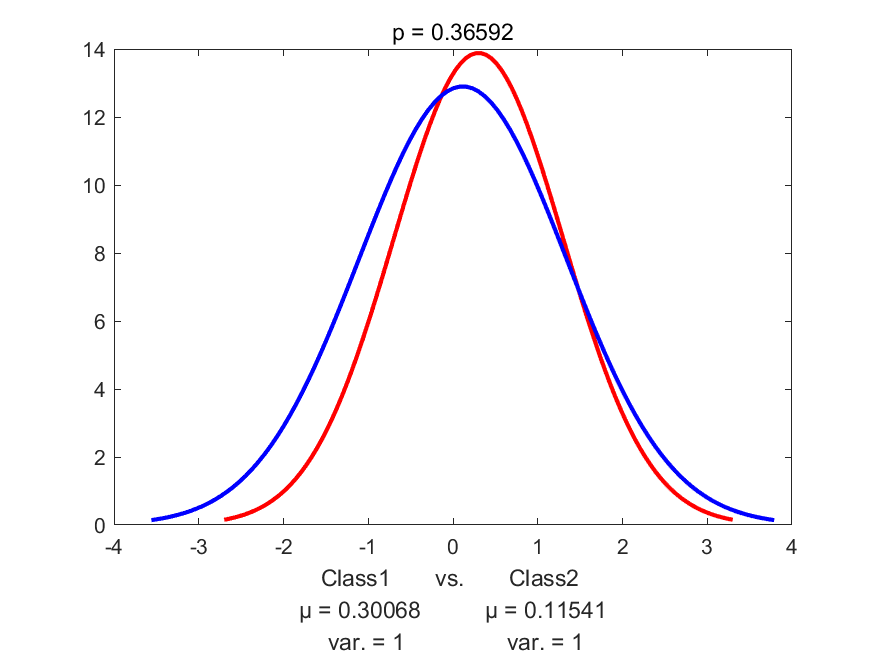 p = 0.36592
14
12
10
8
6
4
2
0
-4 -3 -2 -1 0 1 2 3 4
Class1 vs. Class2
μ = 0.30068 μ = 0.11541
var. = 1 var. = 1